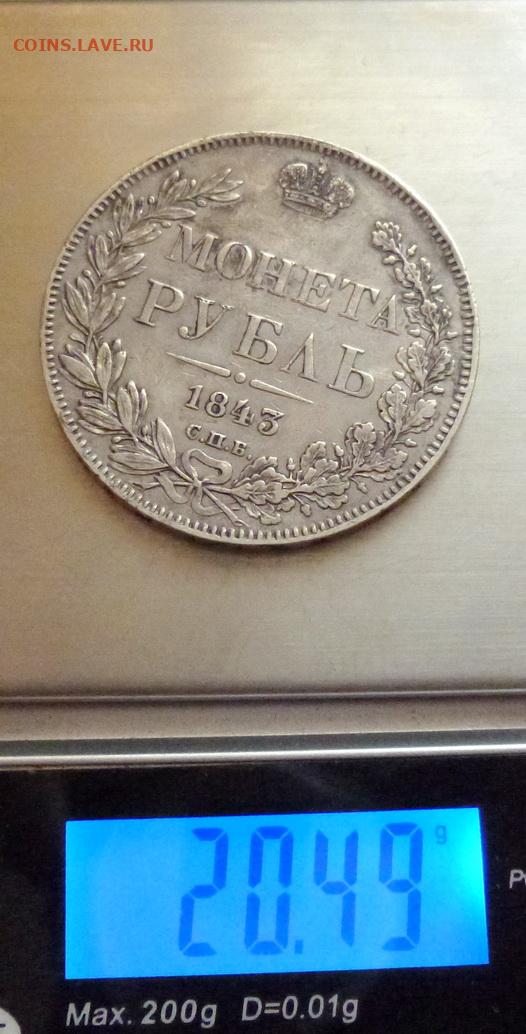 COINS.LAVE.RU
МОНЕТА
РУБЛЬ
1843
С.П.Б.
20.49 g
Max. 200g D=0.01g